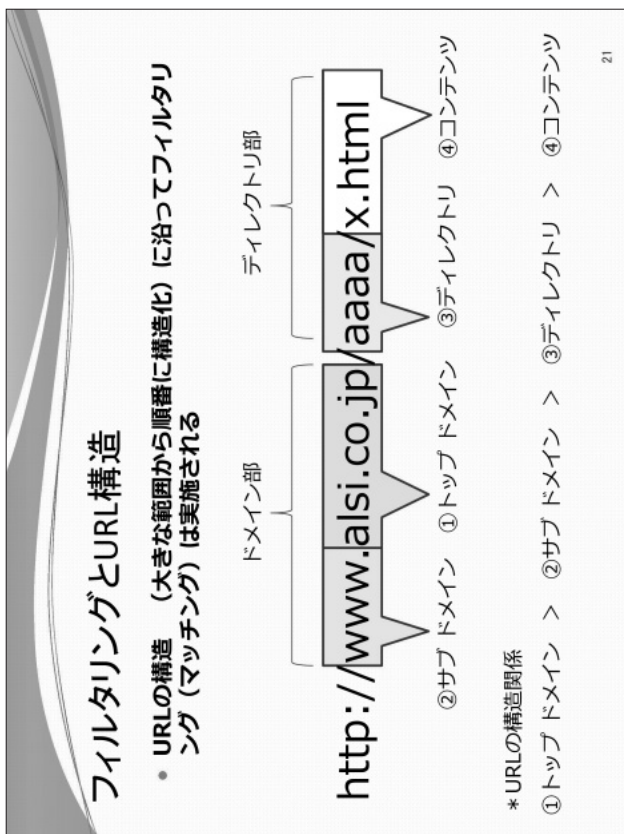 フィルタリングとURL構造
• URLの構造　（大きな範囲から順番に構造化）に沿ってフィルタリ
ング（マッチング）は実施される
ドメイン部　ディレクトリ部
http://www.alsi.co.jp/aaaa/x.html
②サブ ドメイン　①トップ ドメイン　③ディレクトリ　④コンテンツ
＊URLの構造関係
①トップ ドメイン　>　②サブ ドメイン　>　③ディレクトリ　>　④コンテンツ
21